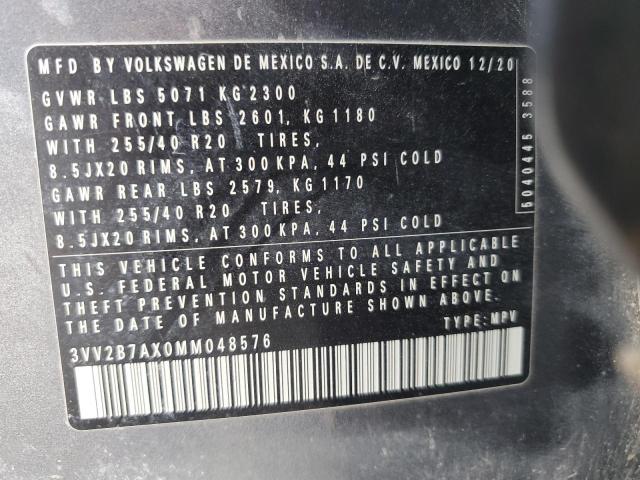 MFD BY VOLKSWAGEN DE MEXICO S.A. DE C.V. MEXICO 12/20
GVWR LBS 5071 KG 2300
GAWR FRONT LBS 2601, KG 1180
WITH 255/40 R20 TIRES,
8.5JX20 RIMS, AT 300 KPA, 44 PSI COLD
GAWR REAR LBS 2579, KG 1170
WITH 255/40 R20 TIRES,
8.5JX20 RIMS, AT 300 KPA, 44 PSI COLD
5040445 3588
THIS VEHICLE CONFORMS TO ALL APPLICABLE
U.S. FEDERAL MOTOR VEHICLE SAFETY AND
THEFT PREVENTION STANDARDS IN EFFECT ON
DATE OF MANUFACTURE SHOWN ABOVE.
TYPE: MPV
3VV2B7AX0MM048576